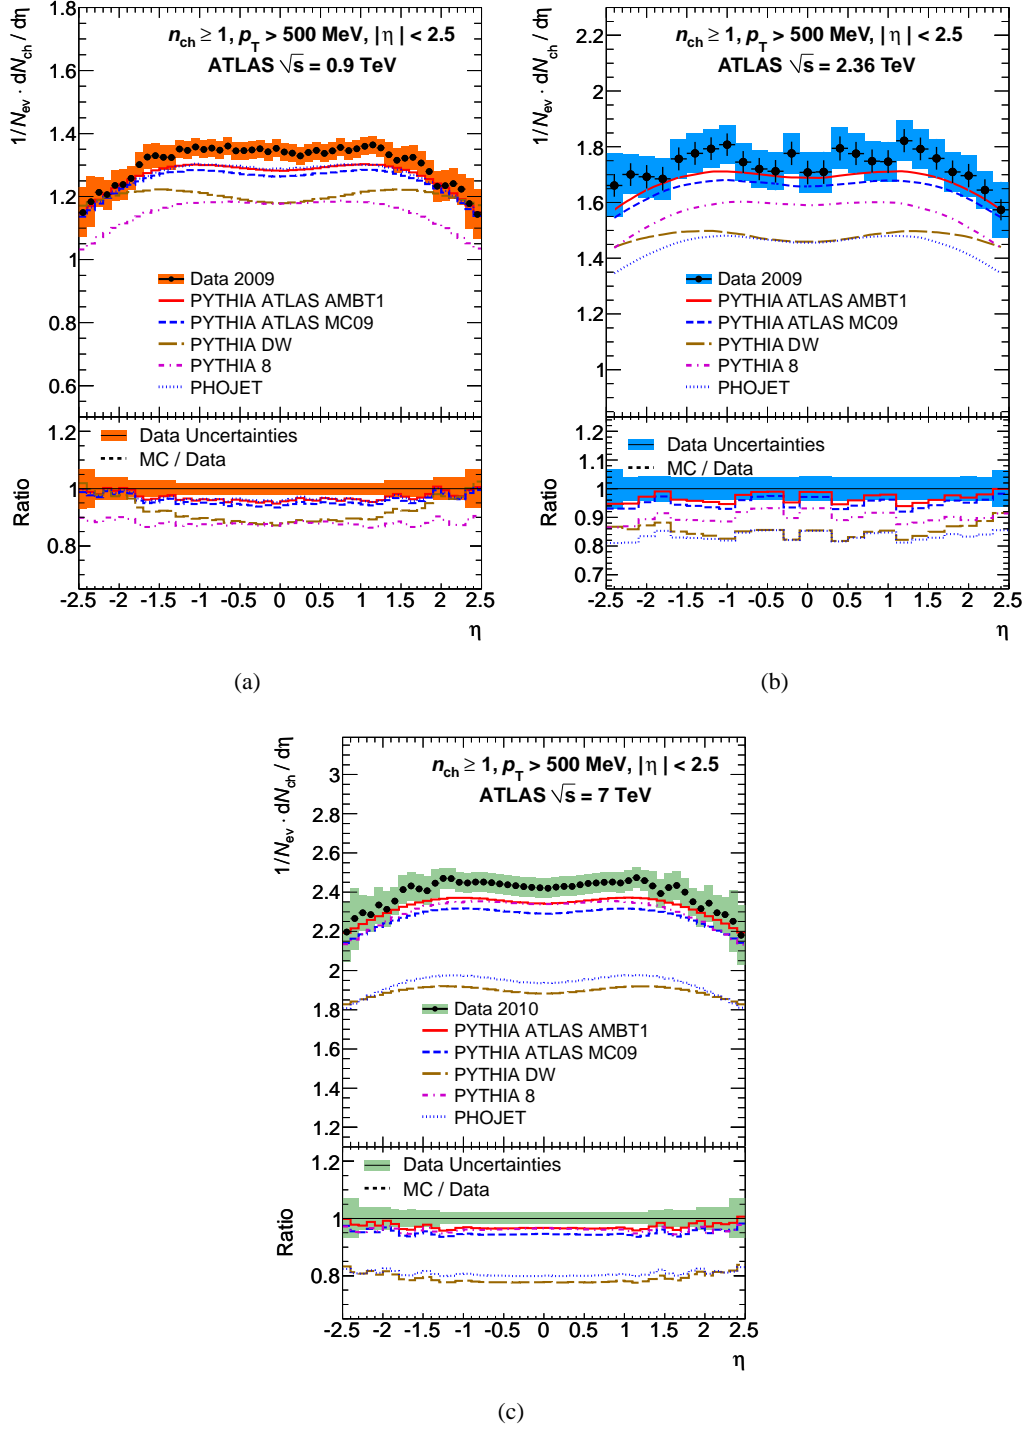 1/N_ev · dN_ch / dη
n_ch ≥ 1, p_T > 500 MeV, |η| < 2.5
ATLAS √s = 0.9 TeV
1.8
1.6
1.4
1.2
1
0.8
0.6
Data 2009
PYTHIA ATLAS AMBT1
PYTHIA ATLAS MC09
PYTHIA DW
PYTHIA 8
PHOJET
Ratio
1.2
1
0.8
Data Uncertainties
MC / Data
-2.5 -2 -1.5 -1 -0.5 0 0.5 1 1.5 2 2.5
η
(a)
1/N_ev · dN_ch / dη
n_ch ≥ 1, p_T > 500 MeV, |η| < 2.5
ATLAS √s = 2.36 TeV
2.2
2
1.8
1.6
1.4
1.2
1
Data 2009
PYTHIA ATLAS AMBT1
PYTHIA ATLAS MC09
PYTHIA DW
PYTHIA 8
PHOJET
Ratio
1.2
1.1
1
0.9
0.8
0.7
Data Uncertainties
MC / Data
-2.5 -2 -1.5 -1 -0.5 0 0.5 1 1.5 2 2.5
η
(b)
1/N_ev · dN_ch / dη
n_ch ≥ 1, p_T > 500 MeV, |η| < 2.5
ATLAS √s = 7 TeV
3
2.8
2.6
2.4
2.2
2
1.8
1.6
1.4
1.2
Data 2010
PYTHIA ATLAS AMBT1
PYTHIA ATLAS MC09
PYTHIA DW
PYTHIA 8
PHOJET
Ratio
1.2
1
0.8
Data Uncertainties
MC / Data
-2.5 -2 -1.5 -1 -0.5 0 0.5 1 1.5 2 2.5
η
(c)